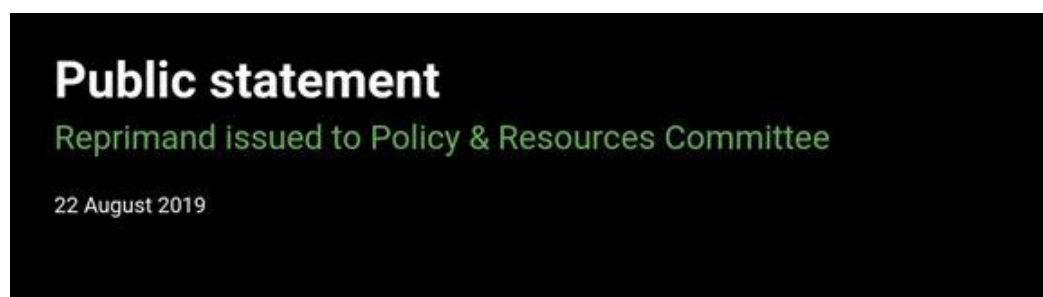 Public statement
Reprimand issued to Policy & Resources Committee
22 August 2019